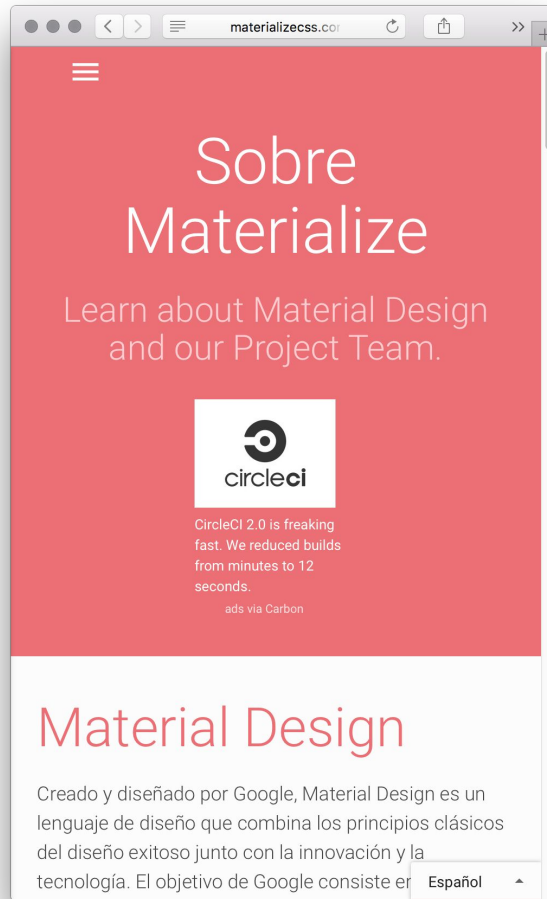 materializecss.com
Sobre
Materialize
Learn about Material Design
and our Project Team.
circleci
CircleCI 2.0 is freaking
fast. We reduced builds
from minutes to 12
seconds.
ads via Carbon
Material Design
Creado y diseñado por Google, Material Design es un
lenguaje de diseño que combina los principios clásicos
del diseño exitoso junto con la innovación y la
tecnología. El objetivo de Google consiste en
Español